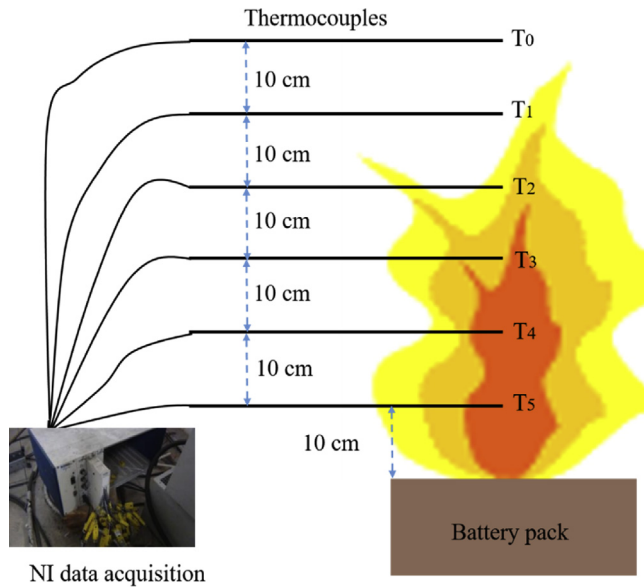 Thermocouples
T0
10 cm
T1
10 cm
T2
10 cm
T3
10 cm
T4
10 cm
T5
10 cm
Battery pack
NI data acquisition